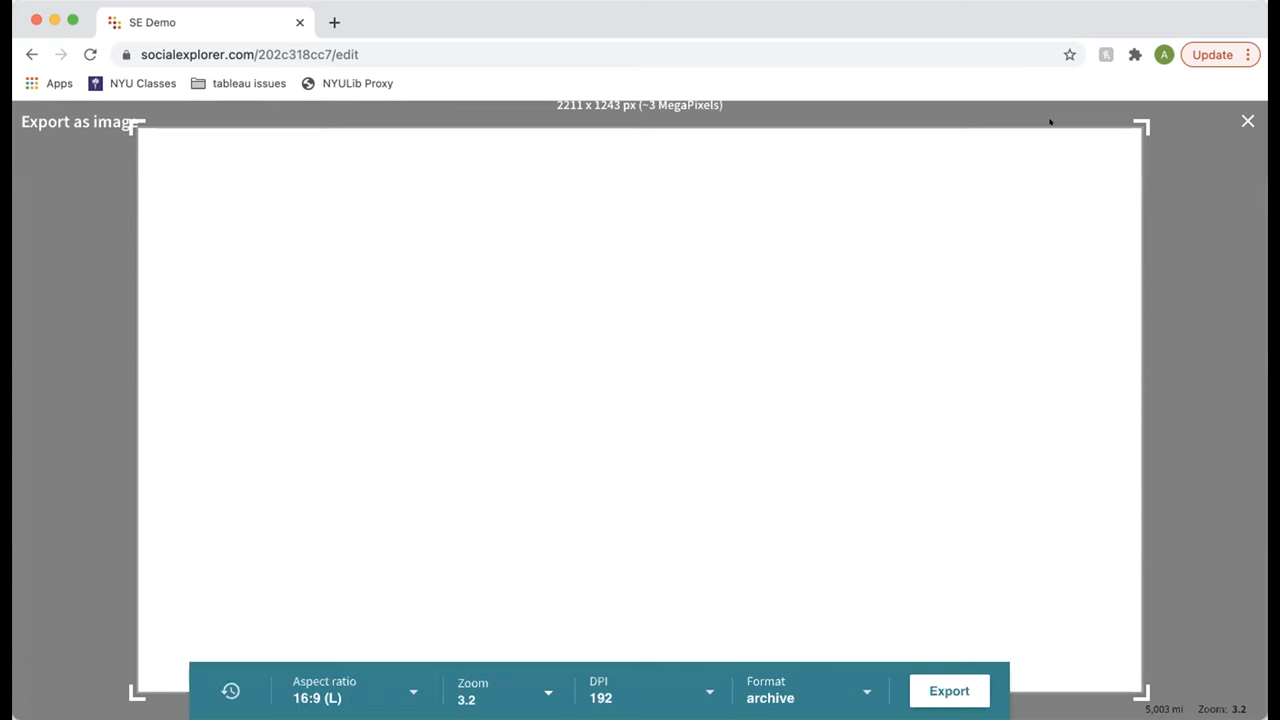 SE Demo
socialexplorer.com/202c318cc7/edit
A
Update
Apps
NYU Classes
tableau issues
NYULib Proxy
2211 x 1243 px (~3 MegaPixels)
Export as image
Aspect ratio
16:9 (L)
Zoom
3.2
DPI
192
Format
archive
Export
5,003 mi Zoom: 3.2